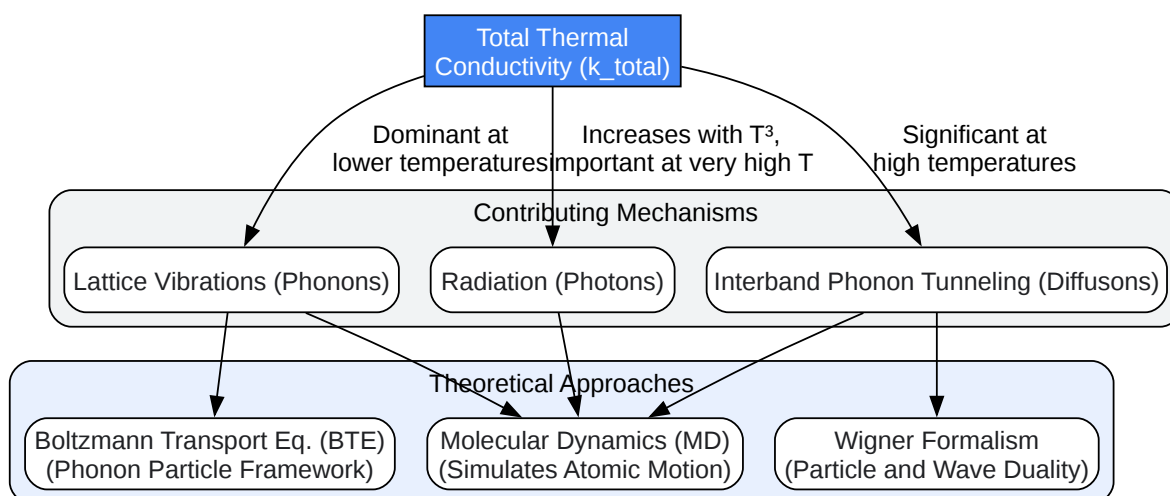 Total Thermal
Conductivity (k_total)
Dominant at
lower temperatures
Increases with T³,
important at very high T
Significant at
high temperatures
Contributing Mechanisms
Lattice Vibrations (Phonons)
Radiation (Photons)
Interband Phonon Tunneling (Diffusons)
Theoretical Approaches
Boltzmann Transport Eq. (BTE)
(Phonon Particle Framework)
Molecular Dynamics (MD)
(Simulates Atomic Motion)
Wigner Formalism
(Particle and Wave Duality)